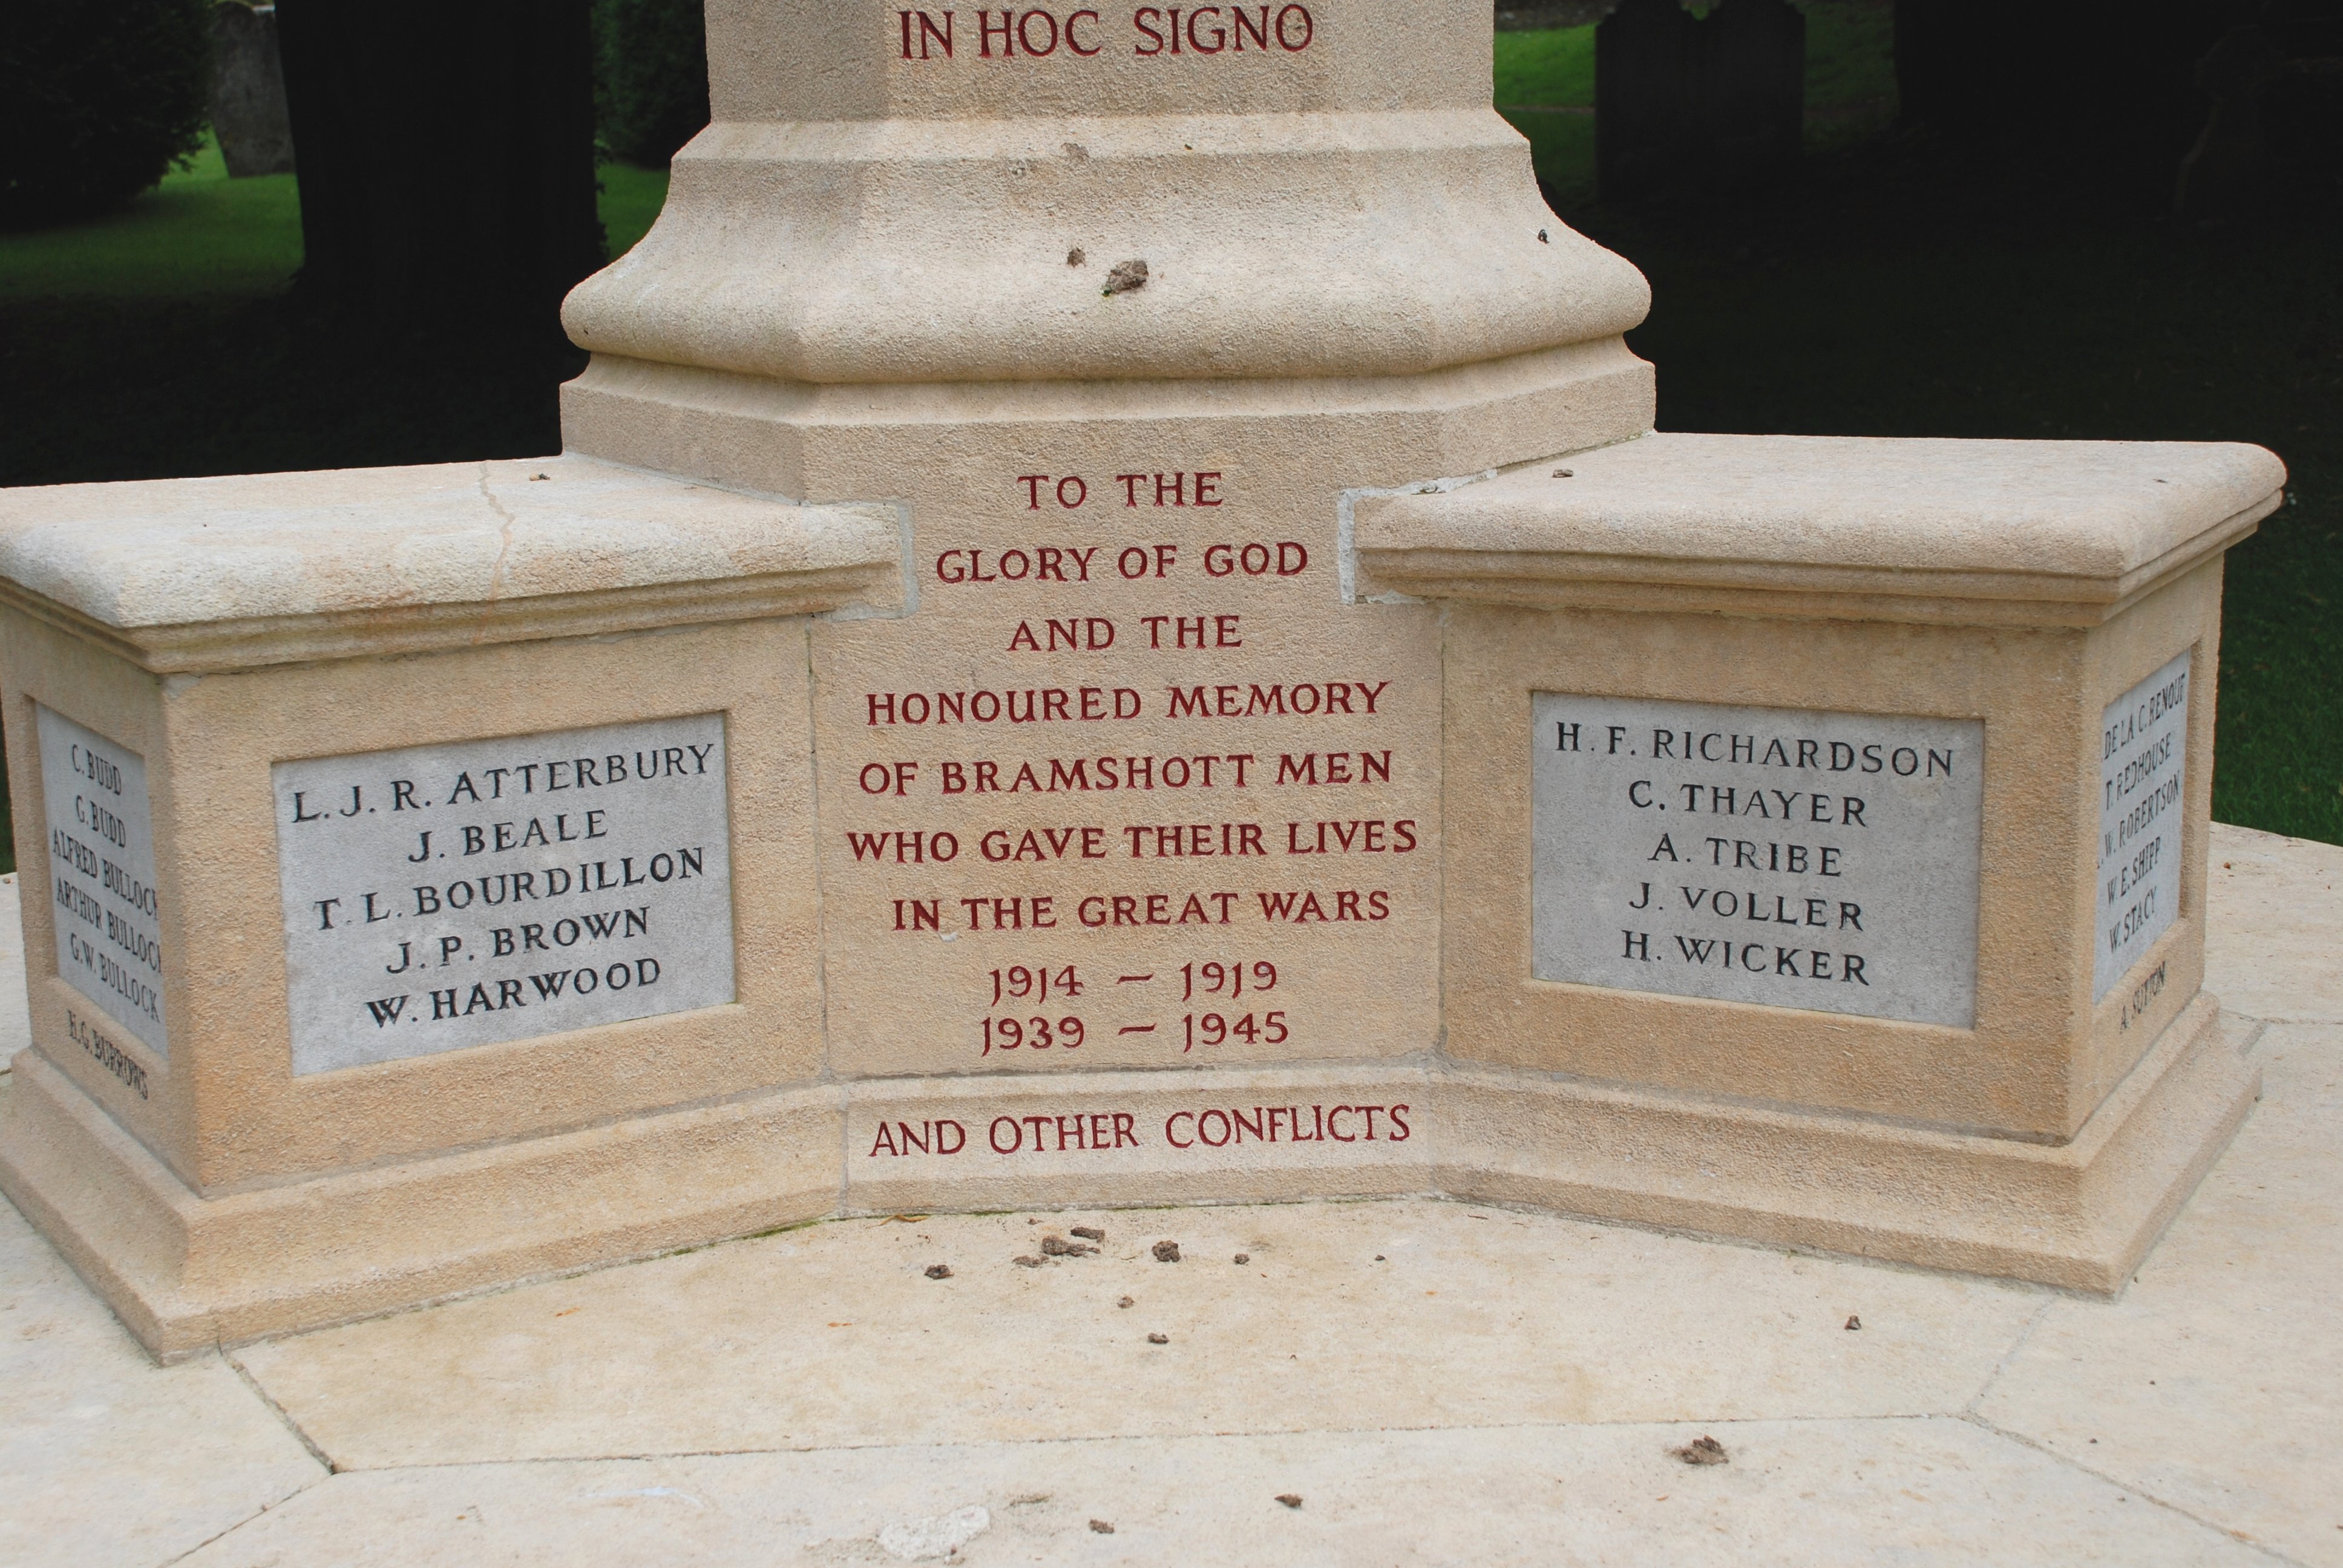 IN HOC SIGNO
TO THE
GLORY OF GOD
AND THE
HONOURED MEMORY
OF BRAMSHOTT MEN
WHO GAVE THEIR LIVES
IN THE GREAT WARS
1914 – 1919
1939 – 1945
AND OTHER CONFLICTS
C. BUDD
G. BUDD
ALFRED BULLOCK
ARTHUR BULLOCK
G.W. BULLOCK
H.G. BURROWS
L. J. R. ATTERBURY
J. BEALE
T. L. BOURDILLON
J. P. BROWN
W. HARWOOD
H. F. RICHARDSON
C. THAYER
A. TRIBE
J. VOLLER
H. WICKER
DE LA C. RENOUF
T. REDHOUSE
W. ROBERTSON
W. E. SHIPP
W. STACY
A. SUTTON